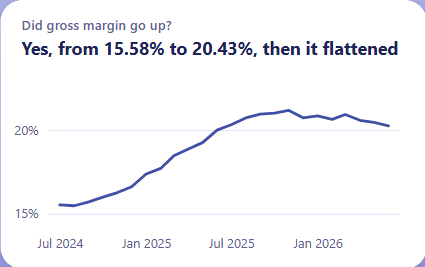 Did gross margin go up?
Yes, from 15.58% to 20.43%, then it flattened
20%
15%
Jul 2024 Jan 2025 Jul 2025 Jan 2026